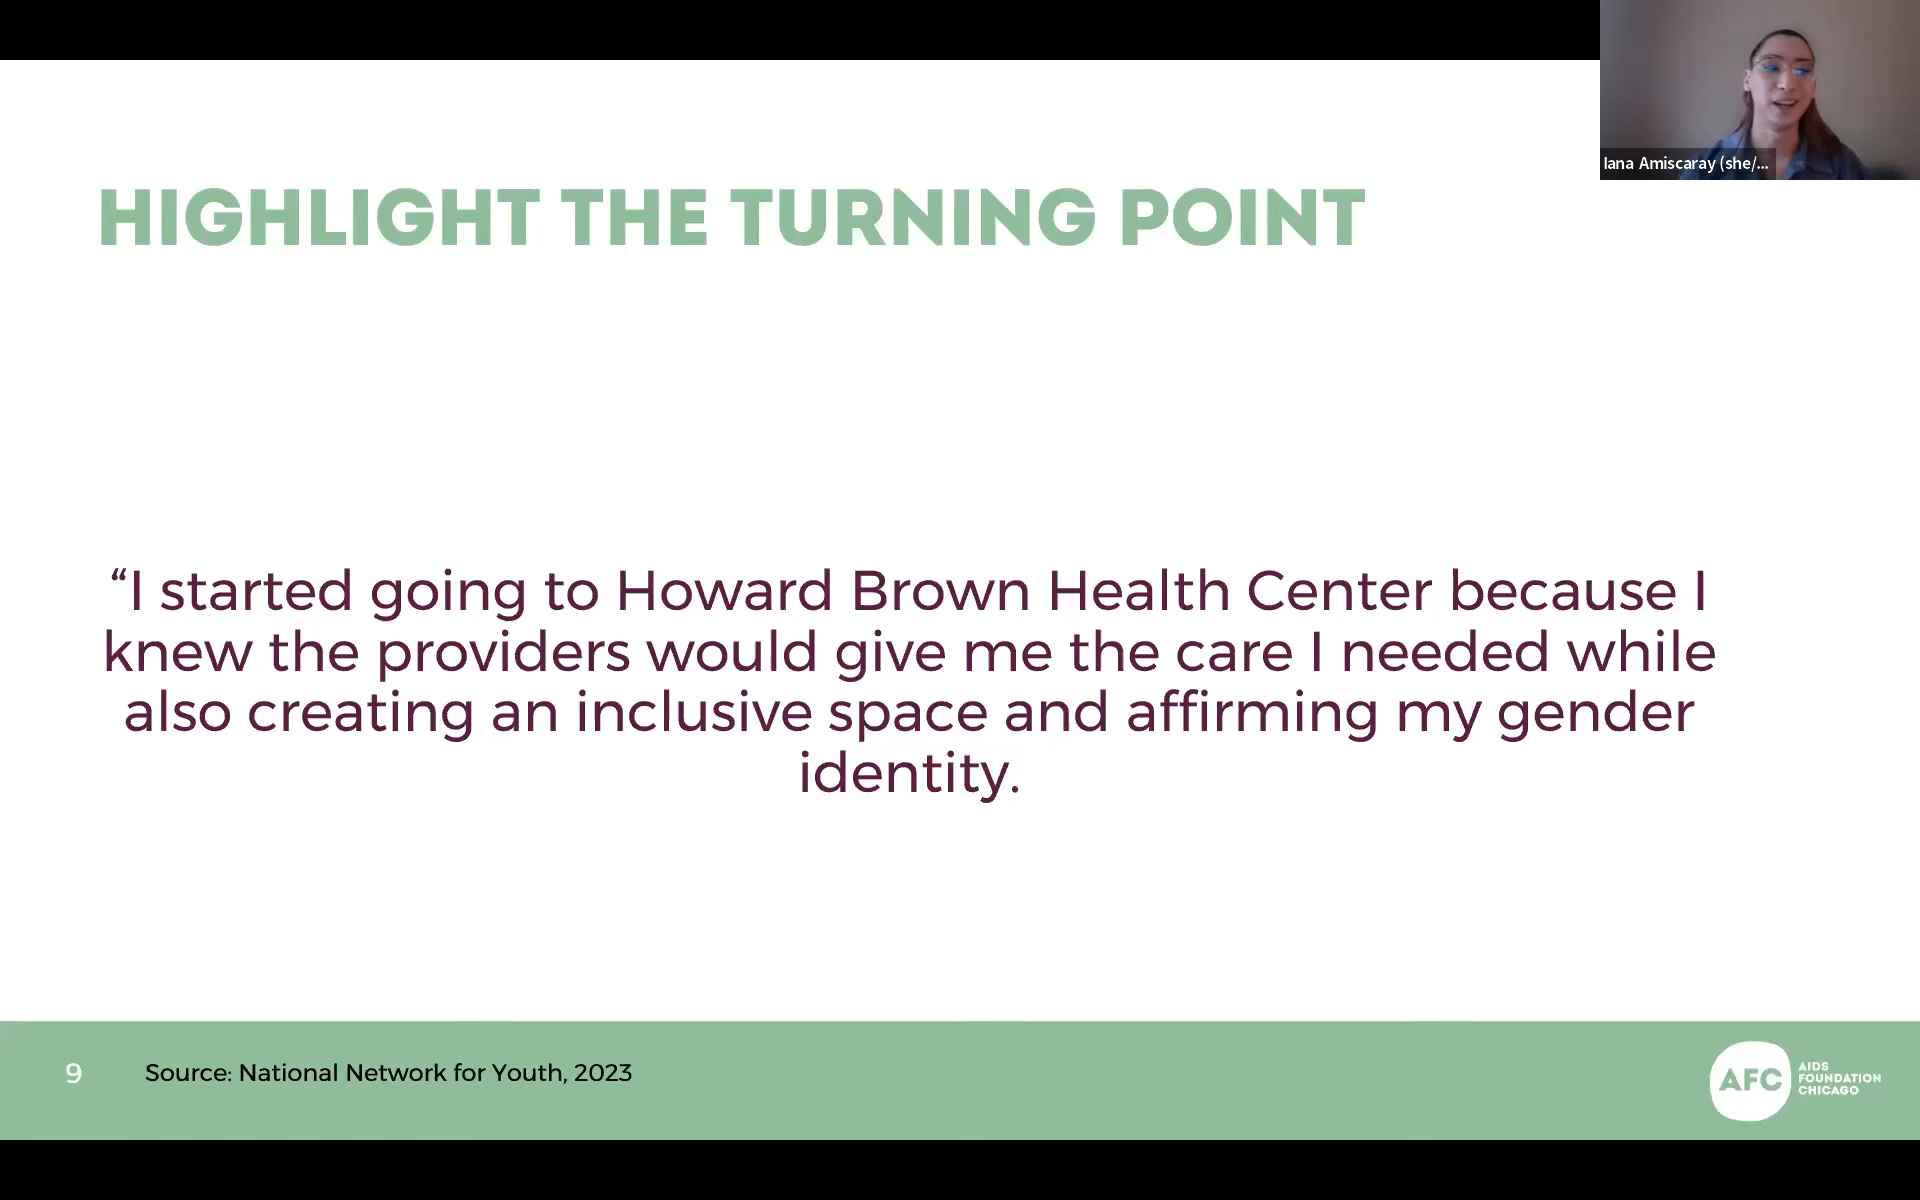 Iana Amiscaray (she/...
HIGHLIGHT THE TURNING POINT
“I started going to Howard Brown Health Center because I
knew the providers would give me the care I needed while
also creating an inclusive space and affirming my gender
identity.
9
Source: National Network for Youth, 2023
AFC
AIDS
FOUNDATION
CHICAGO